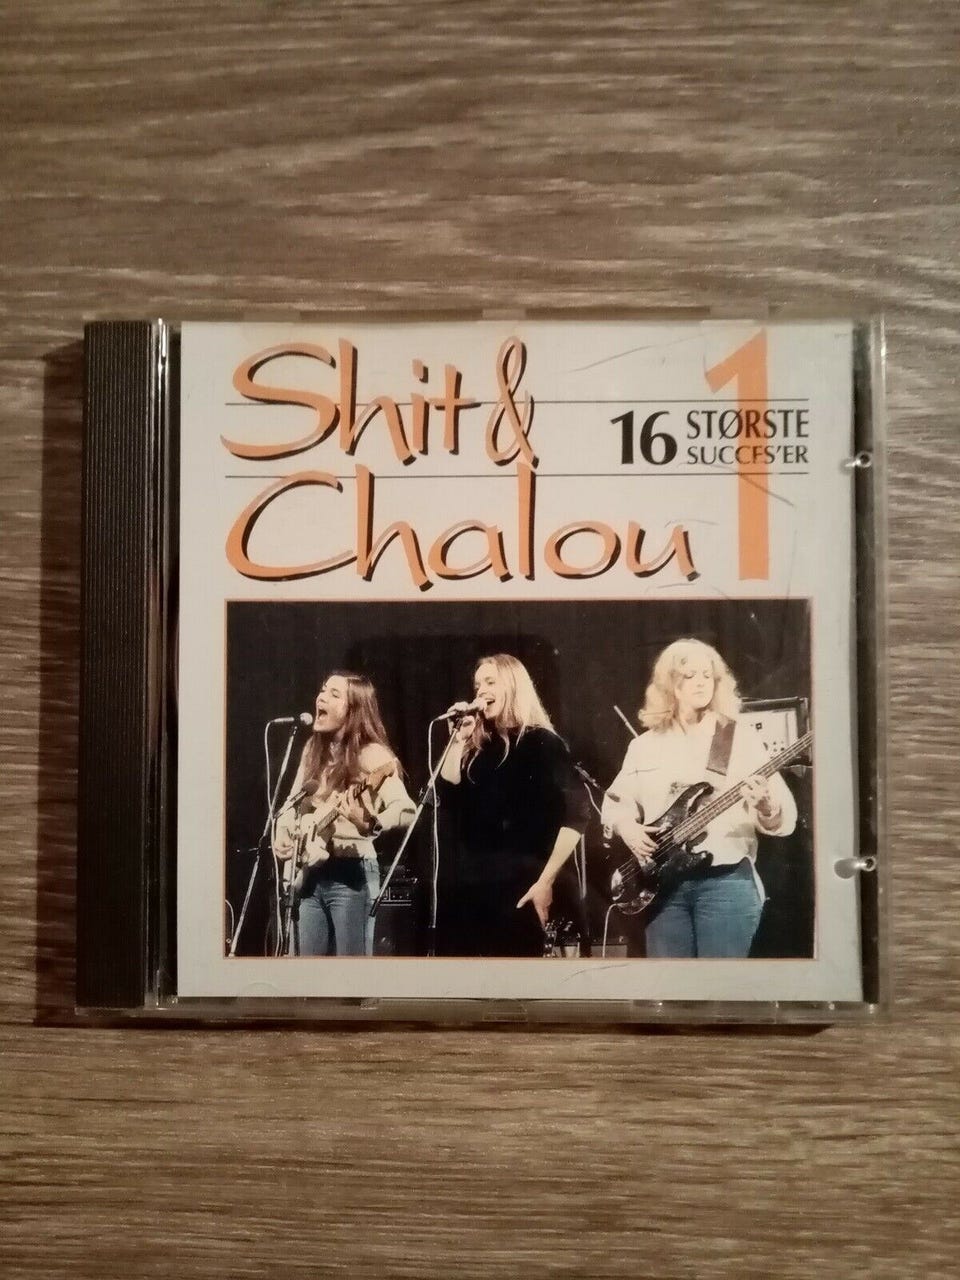 Shit &
Chalou 1
16 STØRSTE
SUCCES'ER